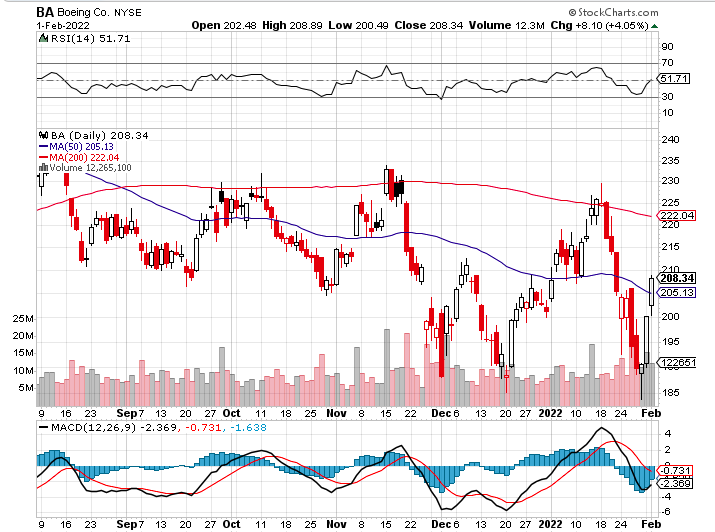 BA Boeing Co. NYSE
© StockCharts.com
1-Feb-2022
Open 202.48 High 208.89 Low 200.49 Close 208.34 Volume 12.3M Chg +8.10 (+4.05%)
RSI(14) 51.71
90
70
51.71
30
10
BA (Daily) 208.34
MA(50) 205.13
MA(200) 222.04
Volume 12,265,100
240
235
230
225
222.04
220
215
210
208.34
205.13
200
195
122651
185
25M
20M
15M
10M
5M
9 16 23 Sep 7 13 20 27 Oct 11 18 25 Nov 8 15 22 Dec 6 13 20 27 2022 10 18 24 Feb
MACD(12,26,9) -2.369, -0.731, -1.638
4
2
0
-0.731
-2.369
-4
-6
9 16 23 Sep 7 13 20 27 Oct 11 18 25 Nov 8 15 22 Dec 6 13 20 27 2022 10 18 24 Feb